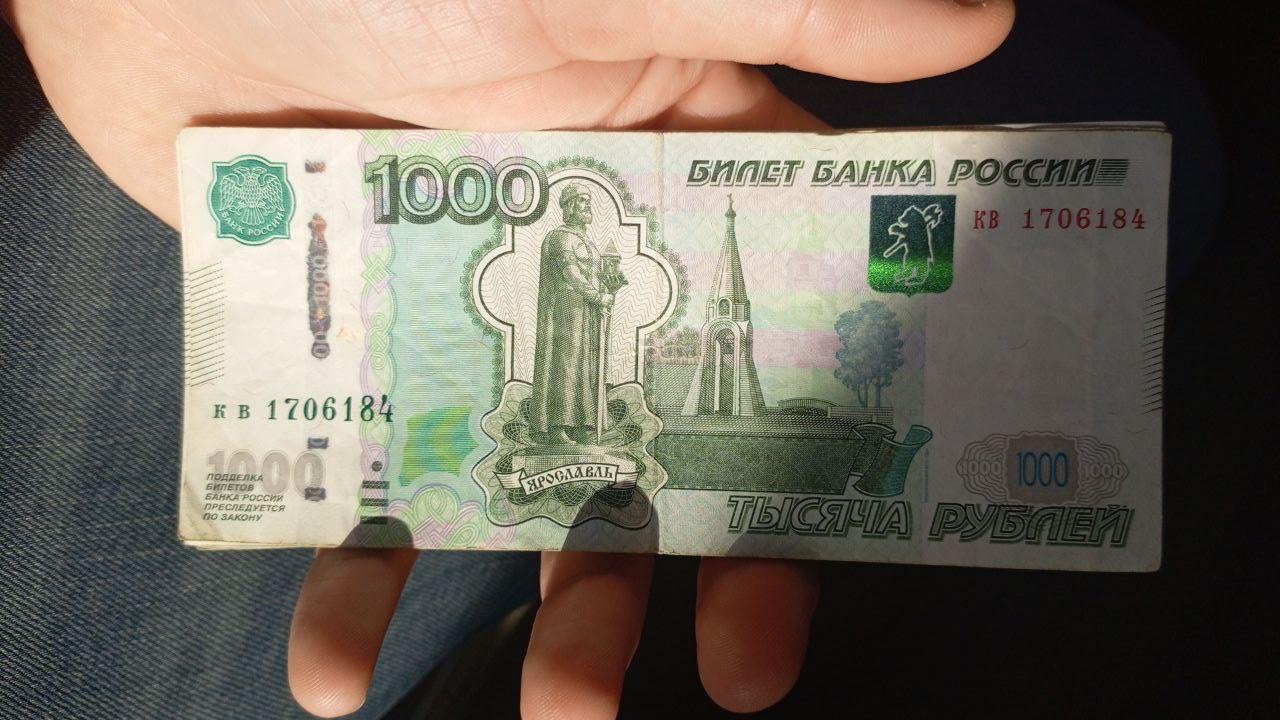 БАНК РОССИИ
1000
БИЛЕТ БАНКА РОССИИ
кв 1706184
1000
кв 1706184
ЯРОСЛАВЛЬ
1000
ПОДДЕЛКА
БИЛЕТОВ
БАНКА РОССИИ
ПРЕСЛЕДУЕТСЯ
ПО ЗАКОНУ
1000 1000 1000
ТЫСЯЧА РУБЛЕЙ